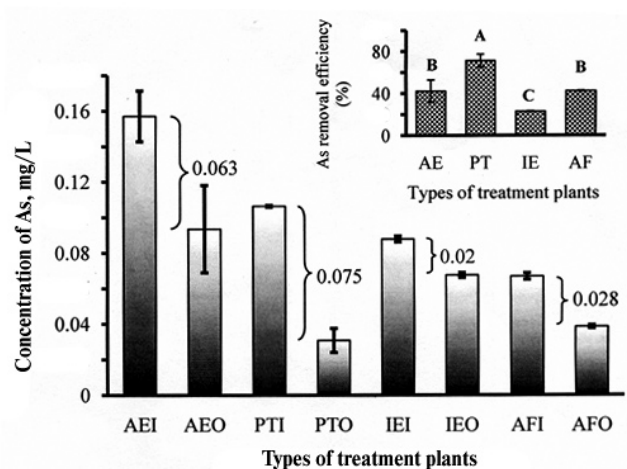 As removal efficiency
(%)
80
40
0
A
B
B
C
AE PT IE AF
Types of treatment plants
Concentration of As, mg/L
0.16
0.12
0.08
0.04
0
0.063
0.075
0.02
0.028
AEI AEO PTI PTO IEI IEO AFI AFO
Types of treatment plants